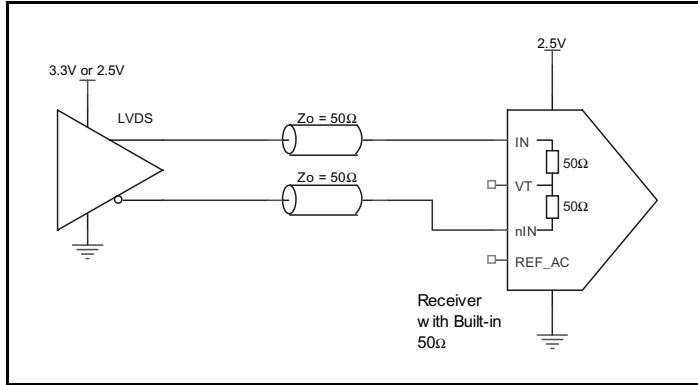 2.5V
3.3V or 2.5V
LVDS
Zo = 50Ω
Zo = 50Ω
IN
50Ω
VT
50Ω
nIN
REF_AC
Receiver
with Built-in
50Ω